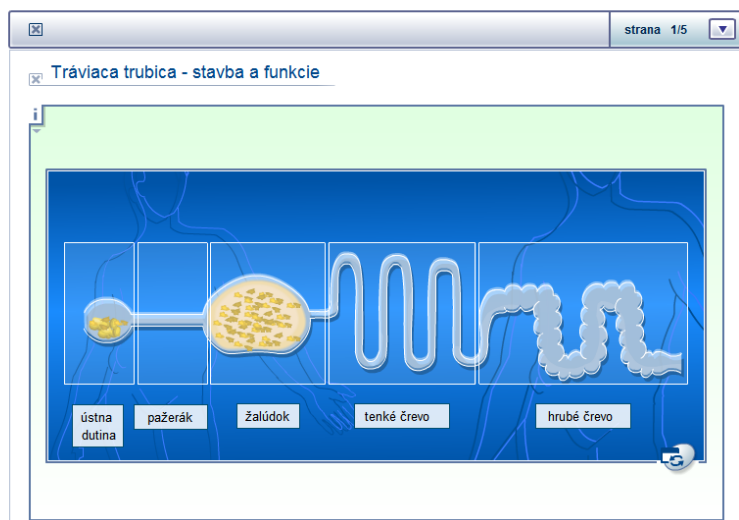 strana 1/5
Tráviaca trubica - stavba a funkcie
i
ústna
dutina
pažerák
žalúdok
tenké črevo
hrubé črevo